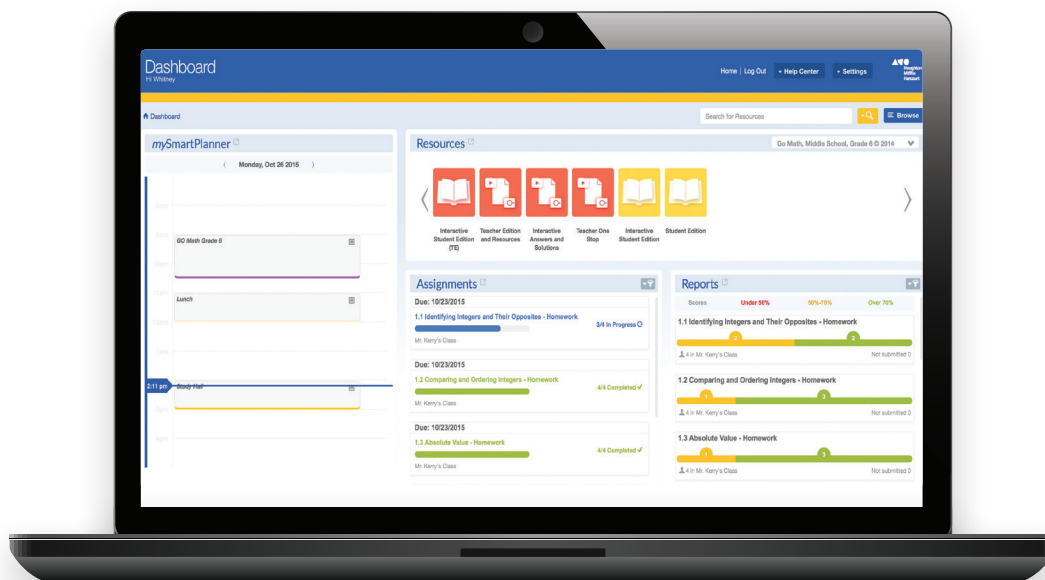 Dashboard
Hi Whitney
Home | Log Out
Help Center
Settings
Houghton
Mifflin
Harcourt
Dashboard
Search for Resources
Browse
mySmartPlanner
Monday, Oct 26 2015
GO Math Grade 6
Lunch
2:11 pm
Study Hall
Resources
Go Math, Middle School, Grade 6 © 2014
Interactive
Student Edition
(TE)
Teacher Edition
and Resources
Interactive
Answers and
Solutions
Teacher One
Stop
Interactive
Student Edition
Student Edition
Assignments
Due: 10/23/2015
1.1 Identifying Integers and Their Opposites - Homework
3/4 In Progress
Mr. Kerry's Class
Due: 10/23/2015
1.2 Comparing and Ordering Integers - Homework
4/4 Completed
Mr. Kerry's Class
Due: 10/23/2015
1.3 Absolute Value - Homework
4/4 Completed
Mr. Kerry's Class
Reports
Scores Under 50% 50%-70% Over 70%
1.1 Identifying Integers and Their Opposites - Homework
2 2
4 in Mr. Kerry's Class Not submitted 0
1.2 Comparing and Ordering Integers - Homework
1 3
4 in Mr. Kerry's Class Not submitted 0
1.3 Absolute Value - Homework
1 3
4 in Mr. Kerry's Class Not submitted 0